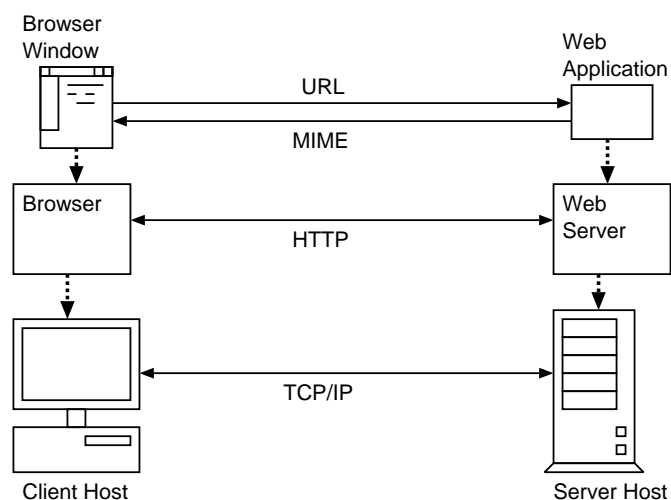 Browser
Window
Web
Application
URL
MIME
Browser
Web
Server
HTTP
TCP/IP
Client Host
Server Host